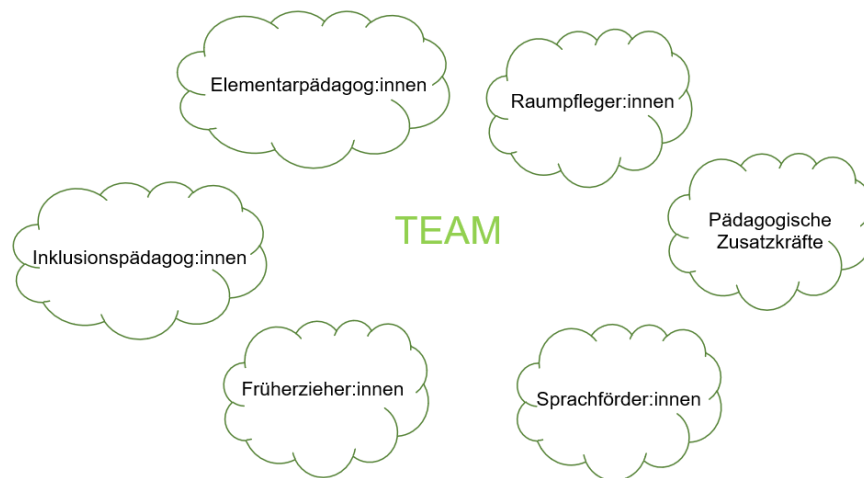 Elementarpädagog:innen
Raumpfleger:innen
Pädagogische
Zusatzkräfte
TEAM
Inklusionspädagog:innen
Früherzieher:innen
Sprachförder:innen